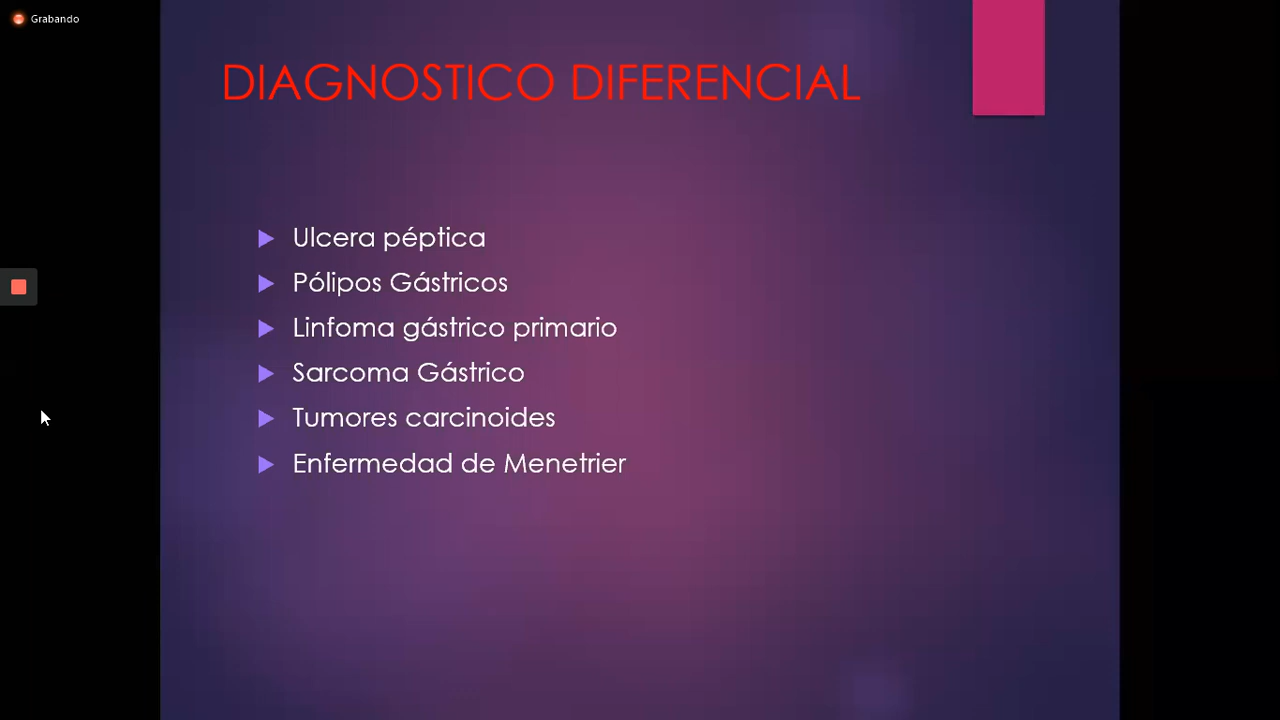 Grabando
DIAGNOSTICO DIFERENCIAL
Ulcera péptica
Pólipos Gástricos
Linfoma gástrico primario
Sarcoma Gástrico
Tumores carcinoides
Enfermedad de Menetrier